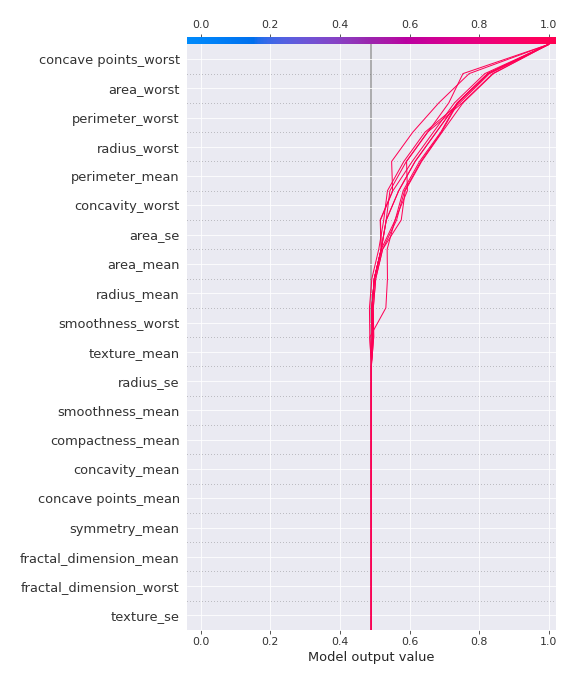 0.0 0.2 0.4 0.6 0.8 1.0
concave points_worst
area_worst
perimeter_worst
radius_worst
perimeter_mean
concavity_worst
area_se
area_mean
radius_mean
smoothness_worst
texture_mean
radius_se
smoothness_mean
compactness_mean
concavity_mean
concave points_mean
symmetry_mean
fractal_dimension_mean
fractal_dimension_worst
texture_se
0.0 0.2 0.4 0.6 0.8 1.0
Model output value